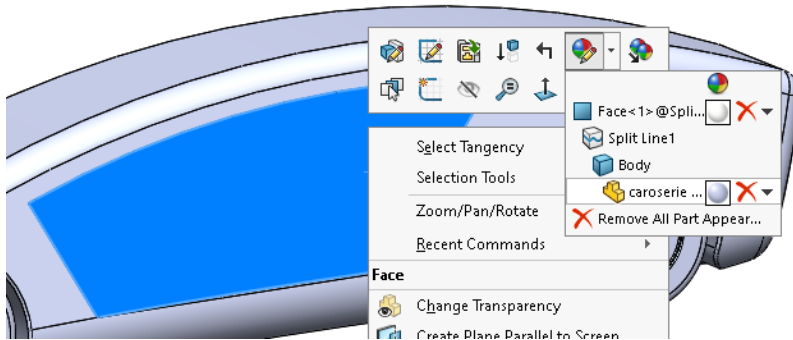 Face<1>@Spli...
Split Line1
Body
caroserie ...
Remove All Part Appear...
Select Tangency
Selection Tools
Zoom/Pan/Rotate
Recent Commands
Face
Change Transparency
Create Plane Parallel to Screen